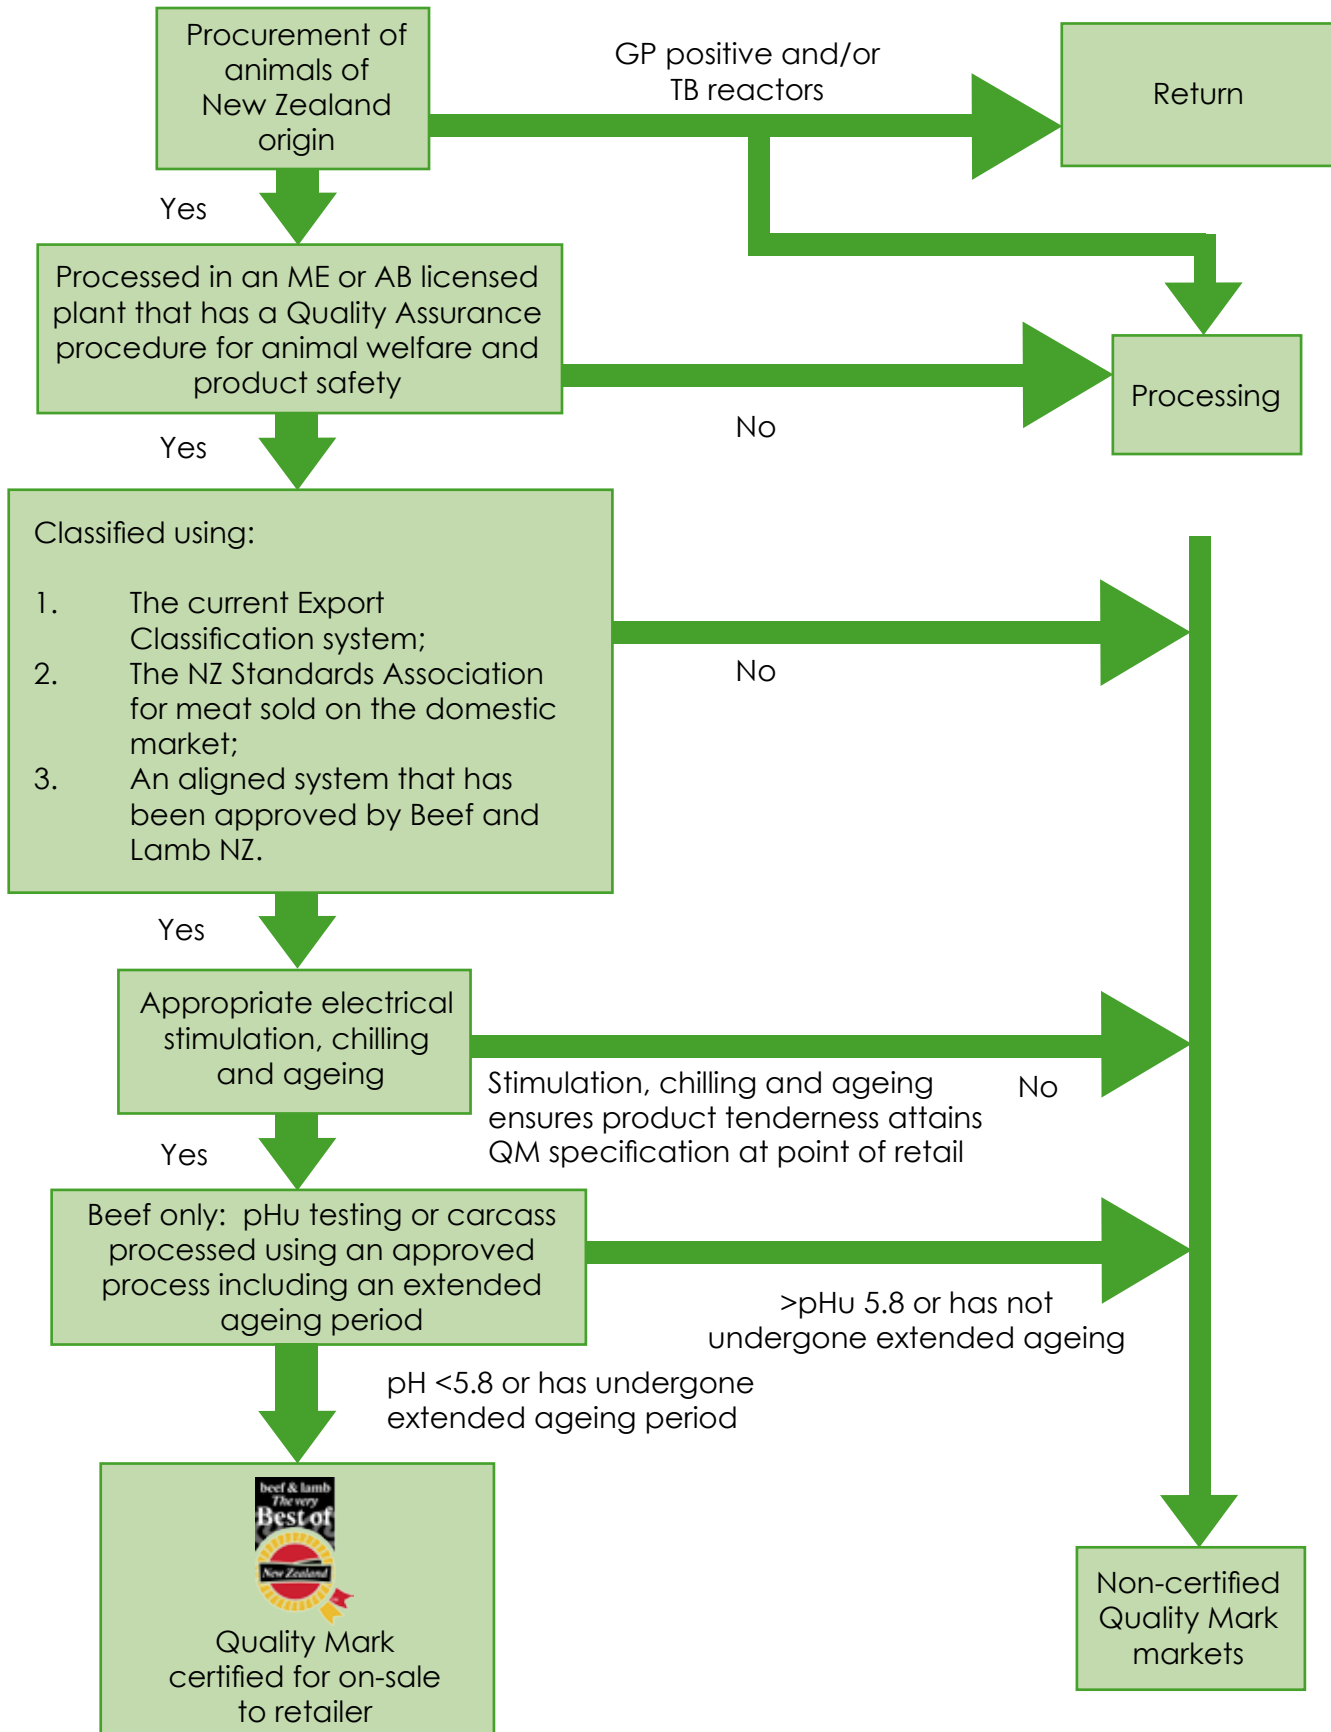 Procurement of
animals of
New Zealand
origin
GP positive and/or
TB reactors
Return
Yes
Processed in an ME or AB licensed
plant that has a Quality Assurance
procedure for animal welfare and
product safety
Processing
No
Yes
Classified using:
1. The current Export
Classification system;
2. The NZ Standards Association
for meat sold on the domestic
market;
3. An aligned system that has
been approved by Beef and
Lamb NZ.
No
Yes
Appropriate electrical
stimulation, chilling
and ageing
Stimulation, chilling and ageing
ensures product tenderness attains
QM specification at point of retail
No
Yes
Beef only: pHu testing or carcass
processed using an approved
process including an extended
ageing period
>pHu 5.8 or has not
undergone extended ageing
pH <5.8 or has undergone
extended ageing period
beef & lamb
The very
Best of
New Zealand
Quality Mark
certified for on-sale
to retailer
Non-certified
Quality Mark
markets